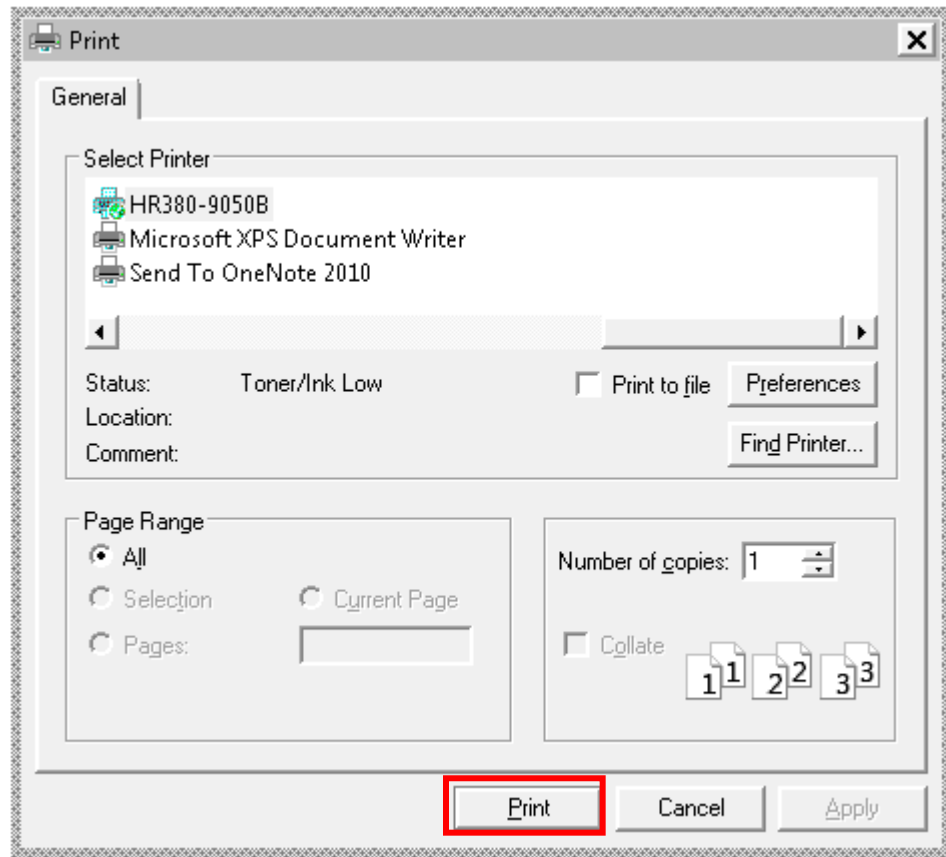 Print
General
Select Printer
HR380-9050B
Microsoft XPS Document Writer
Send To OneNote 2010
Status: Toner/Ink Low Print to file Preferences
Location:
Comment: Find Printer...
Page Range
All Number of copies: 1
Selection Current Page
Pages: Collate
1 1 2 2 3 3
Print Cancel Apply